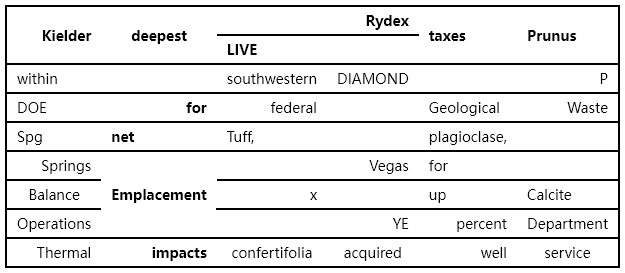 Kielder deepest Rydex taxes Prunus
LIVE
within southwestern DIAMOND P
DOE for federal Geological Waste
Spg net Tuff, plagioclase,
Springs Vegas for
Balance Emplacement x up Calcite
Operations YE percent Department
Thermal impacts confertifolia acquired well service